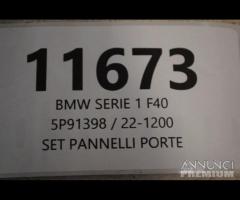 11673
BMW SERIE 1 F40
5P91398 / 22-1200
SET PANNELLI PORTE
ANNUNCI
PREMIUM